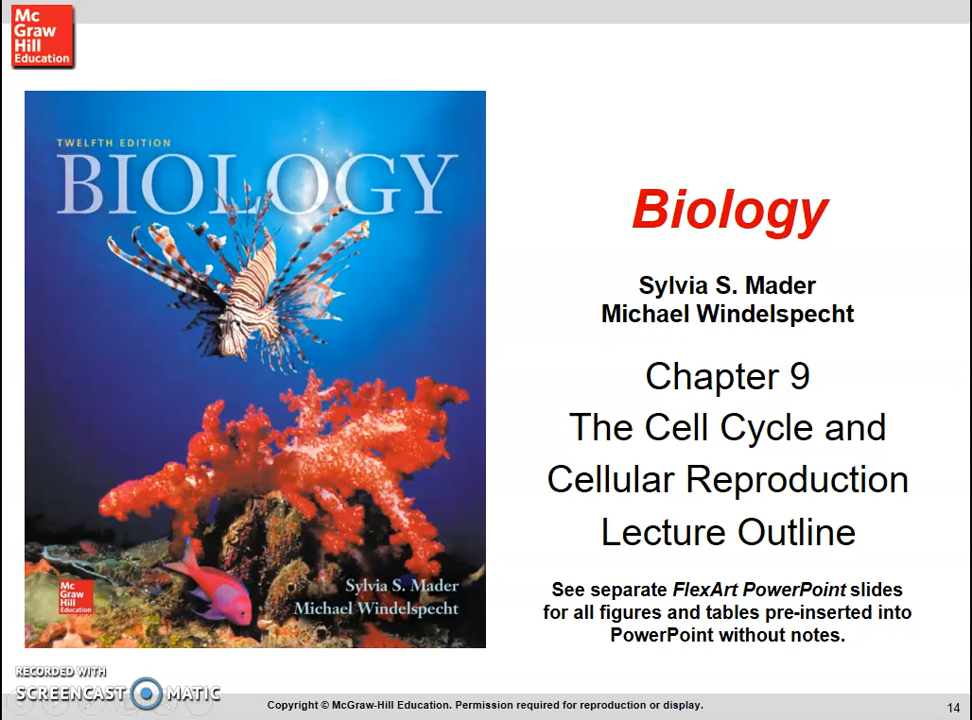 Mc
Graw
Hill
Education
TWELFTH EDITION
BIOLOGY
Sylvia S. Mader
Michael Windelspecht
Mc
Graw
Hill
Education
Biology
Sylvia S. Mader
Michael Windelspecht
Chapter 9
The Cell Cycle and
Cellular Reproduction
Lecture Outline
See separate FlexArt PowerPoint slides
for all figures and tables pre-inserted into
PowerPoint without notes.
RECORDED WITH
SCREENCAST MATIC
Copyright © McGraw-Hill Education. Permission required for reproduction or display.
14